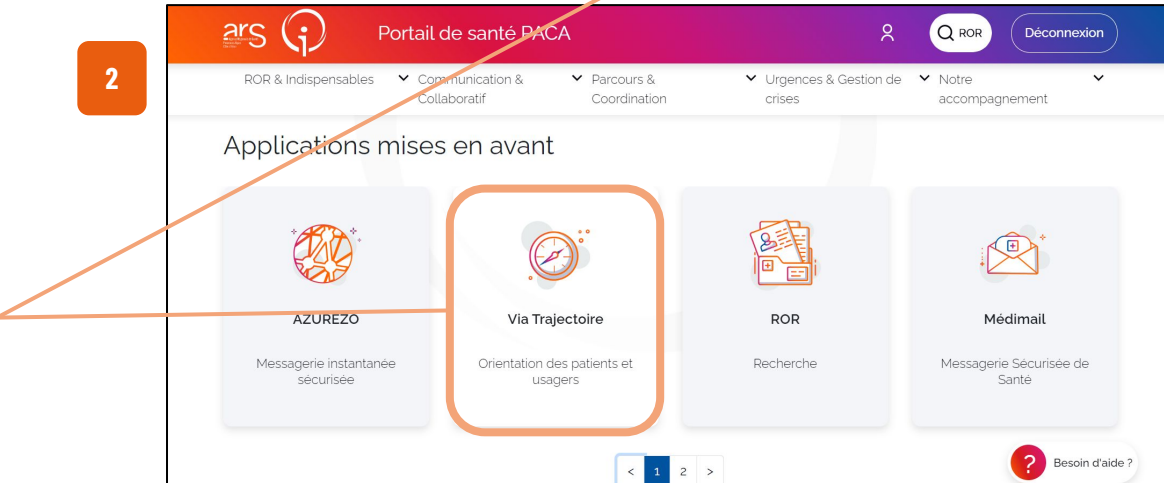 2
ars
Portail de santé PACA
ROR
Déconnexion
ROR & Indispensables
Communication &
Collaboratif
Parcours &
Coordination
Urgences & Gestion de
crises
Notre
accompagnement
Applications mises en avant
AZUREZO
Messagerie instantanée
sécurisée
Via Trajectoire
Orientation des patients et
usagers
ROR
Recherche
Médimail
Messagerie Sécurisée de
Santé
< 1 2 >
? Besoin d'aide ?